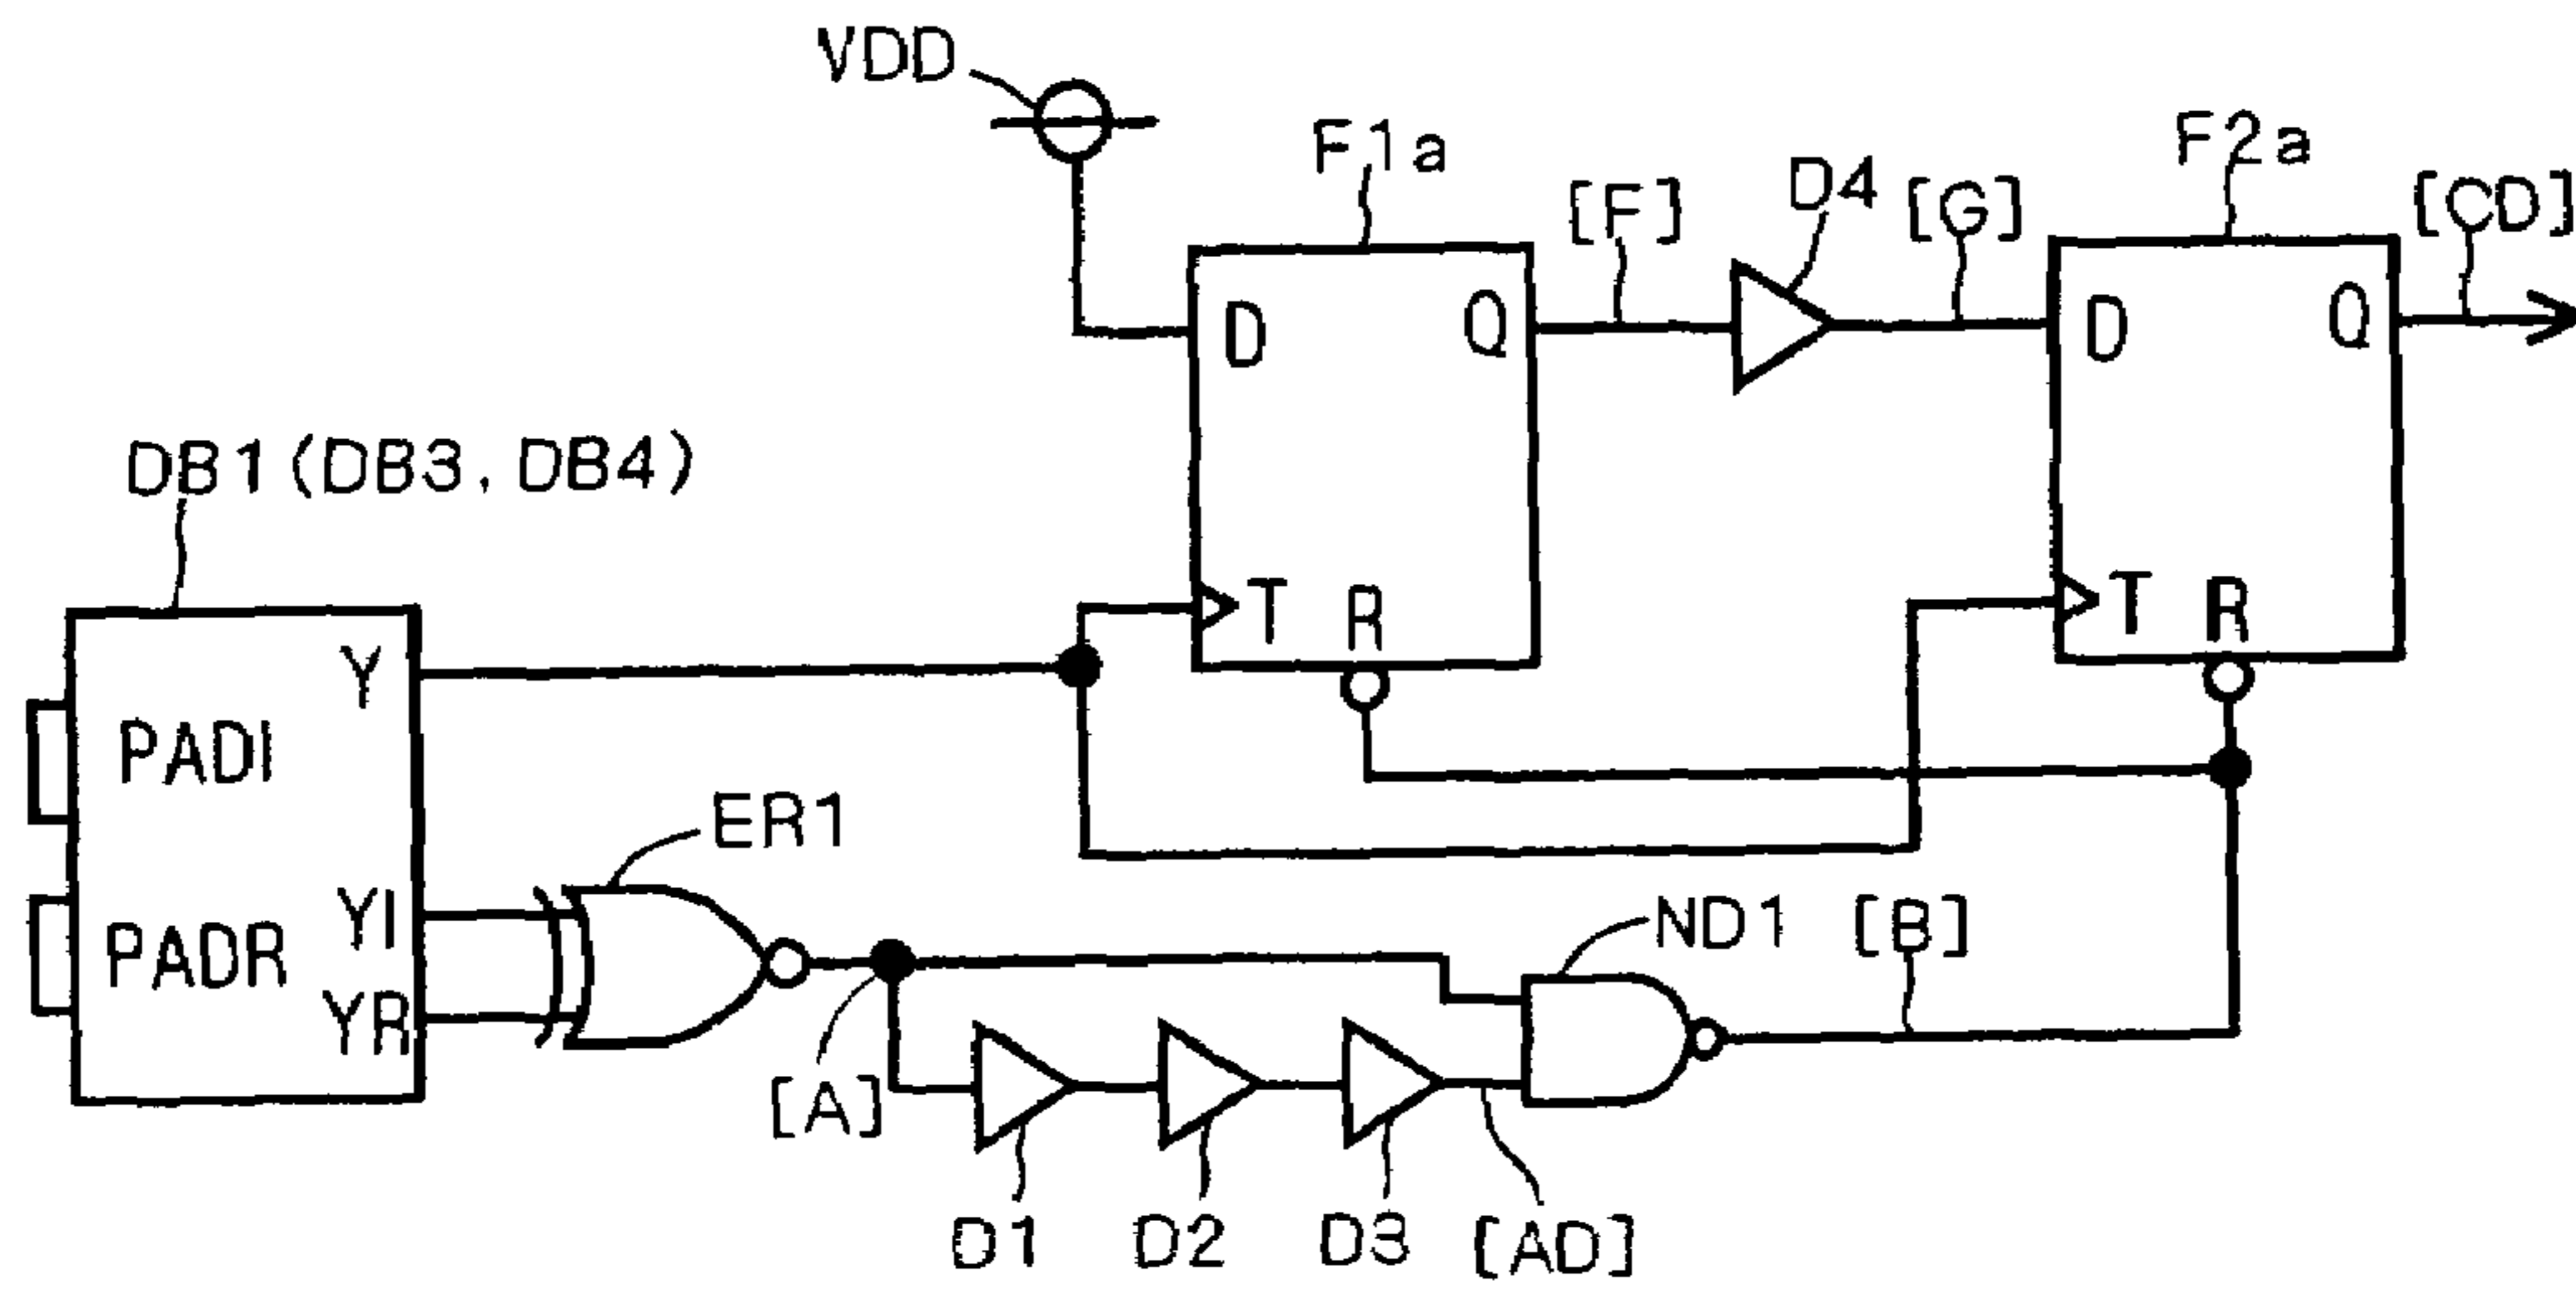 VDD
F1a
F2a
[F]
D4
[G]
[CD]
D
Q
D
Q
DB1(DB3, DB4)
T
R
T
R
Y
PADI
ER1
YI
ND1
[B]
PADR
YR
[A]
D1
D2
D3
[AD]